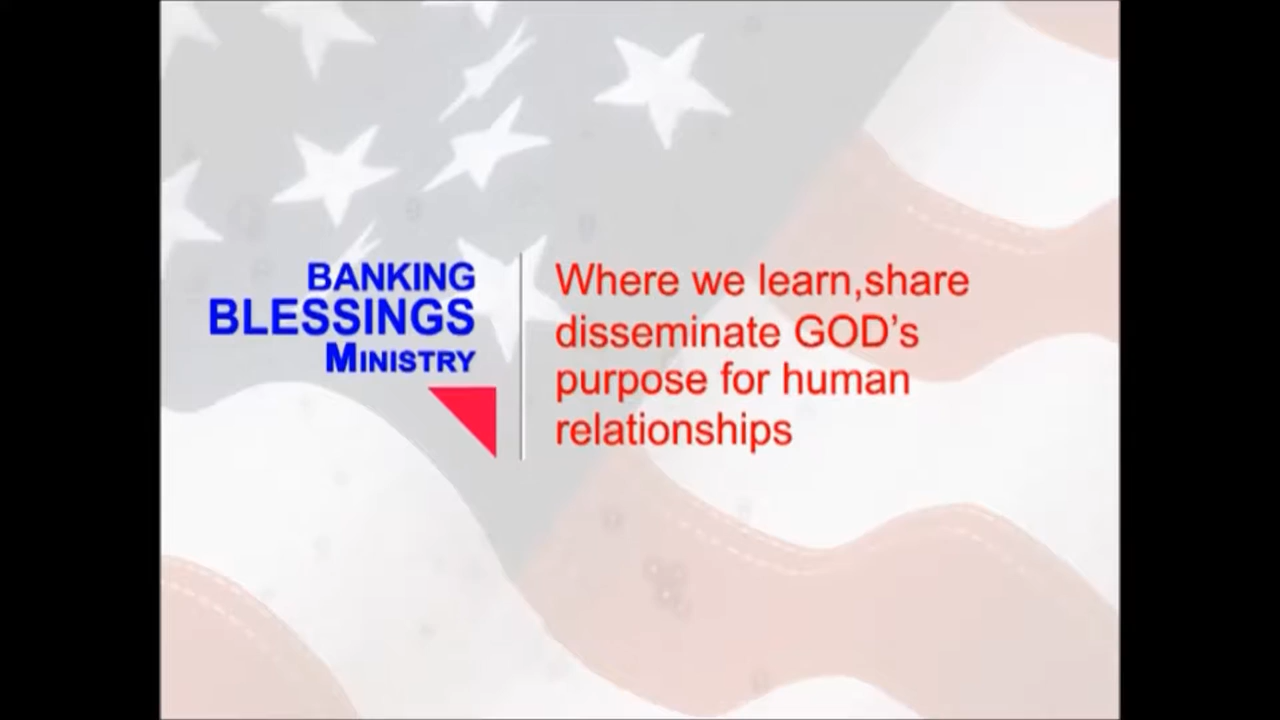 BANKING
BLESSINGS
MINISTRY
Where we learn,share
disseminate GOD's
purpose for human
relationships